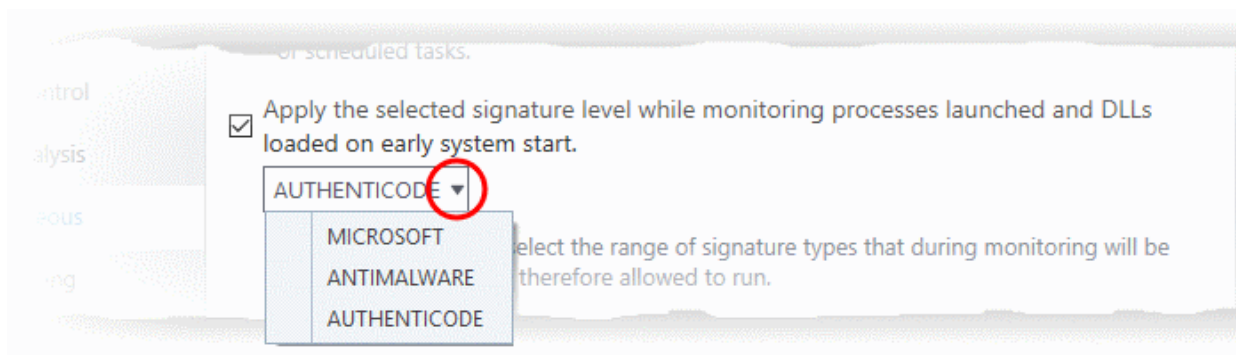 or scheduled tasks.
ntrol
Apply the selected signature level while monitoring processes launched and DLLs
loaded on early system start.
alysis
AUTHENTICODE
eous
MICROSOFT
elect the range of signature types that during monitoring will be
ANTIMALWARE
therefore allowed to run.
ng
AUTHENTICODE